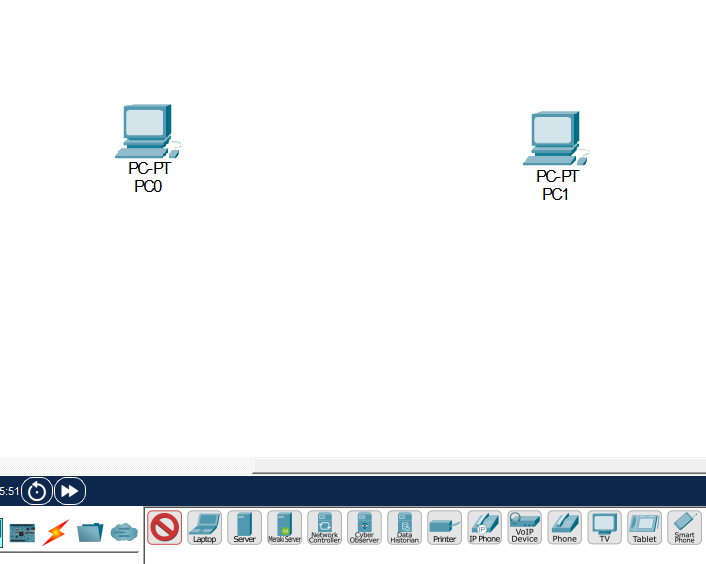 PC-PT
PC0
PC-PT
PC1
5:51
Laptop
Server
Meraki Server
Network
Controller
Cyber
Observer
Data
Historian
Printer
IP
IP Phone
VoIP
Device
Phone
TV
Tablet
Smart
Phone